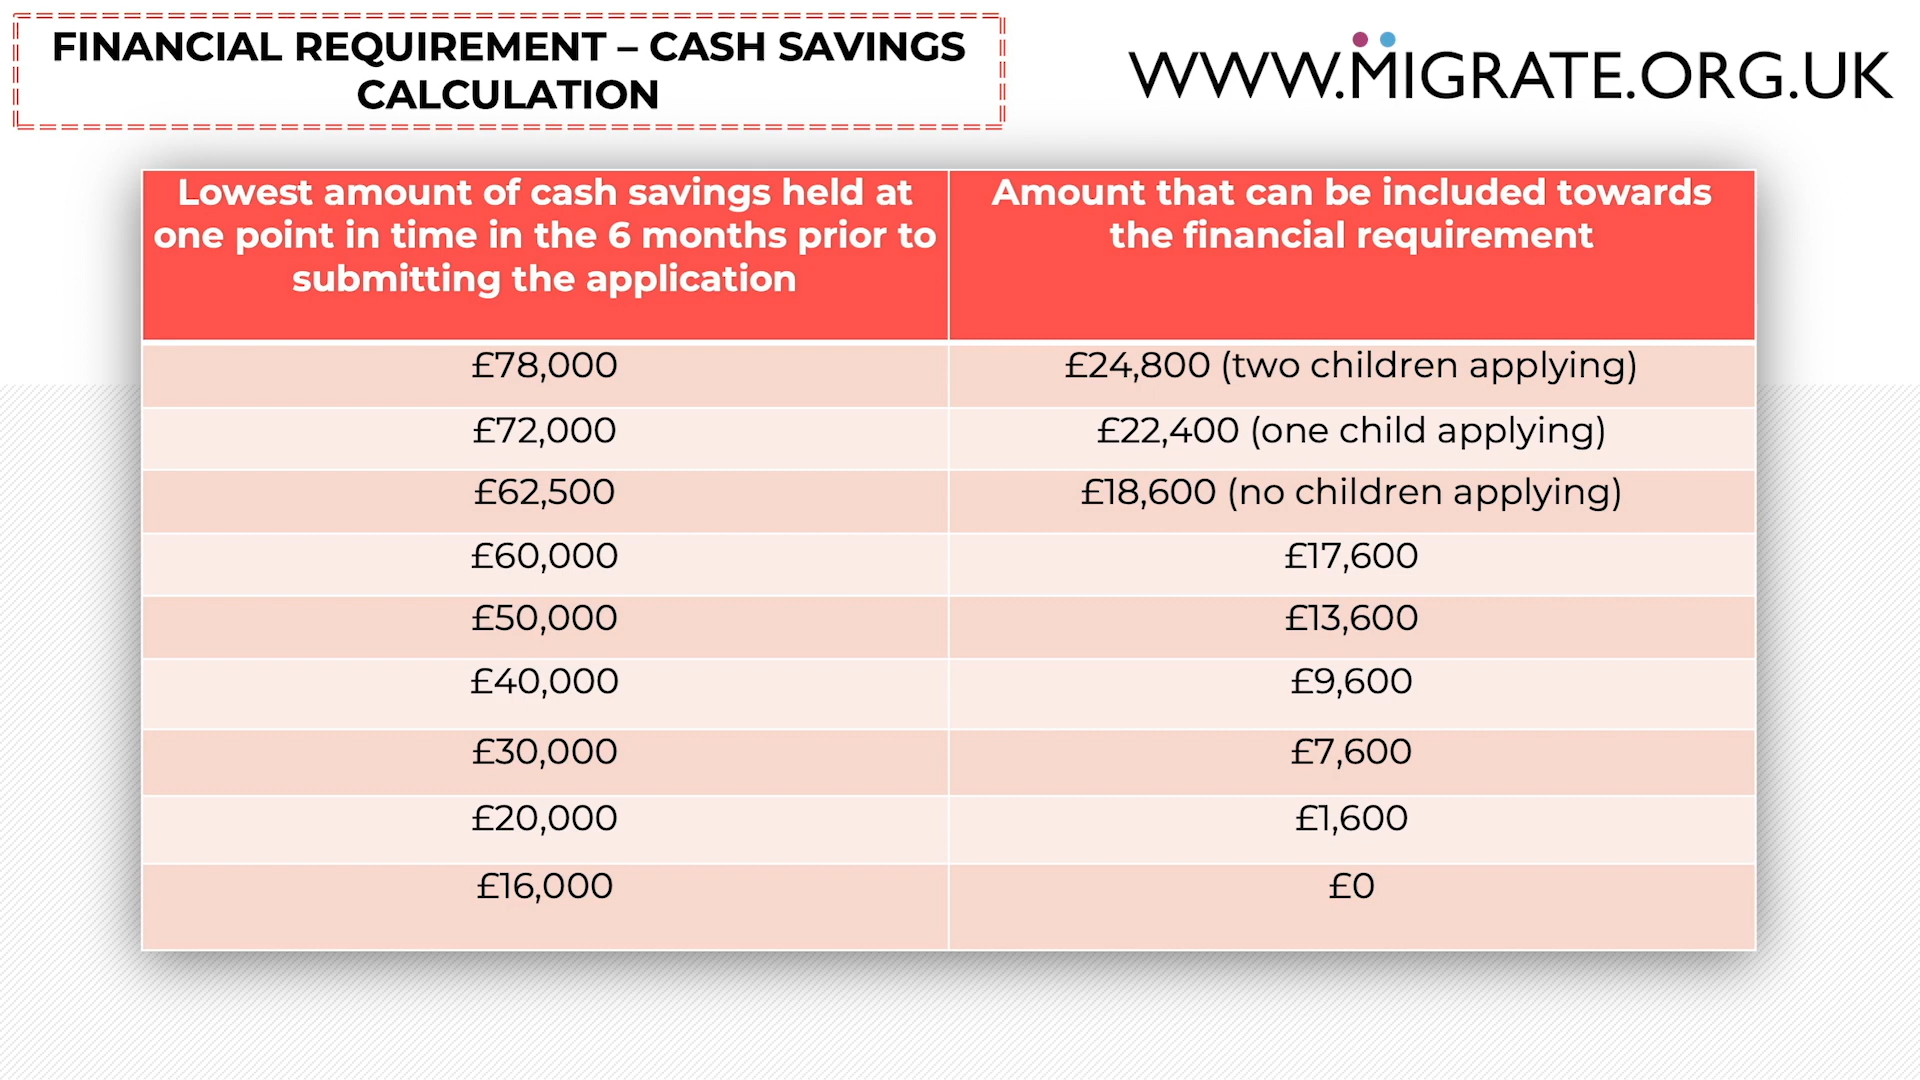 FINANCIAL REQUIREMENT – CASH SAVINGS
CALCULATION
WWW.MIGRATE.ORG.UK
Lowest amount of cash savings held at
one point in time in the 6 months prior to
submitting the application
Amount that can be included towards
the financial requirement
£78,000
£24,800 (two children applying)
£72,000
£22,400 (one child applying)
£62,500
£18,600 (no children applying)
£60,000
£17,600
£50,000
£13,600
£40,000
£9,600
£30,000
£7,600
£20,000
£1,600
£16,000
£0